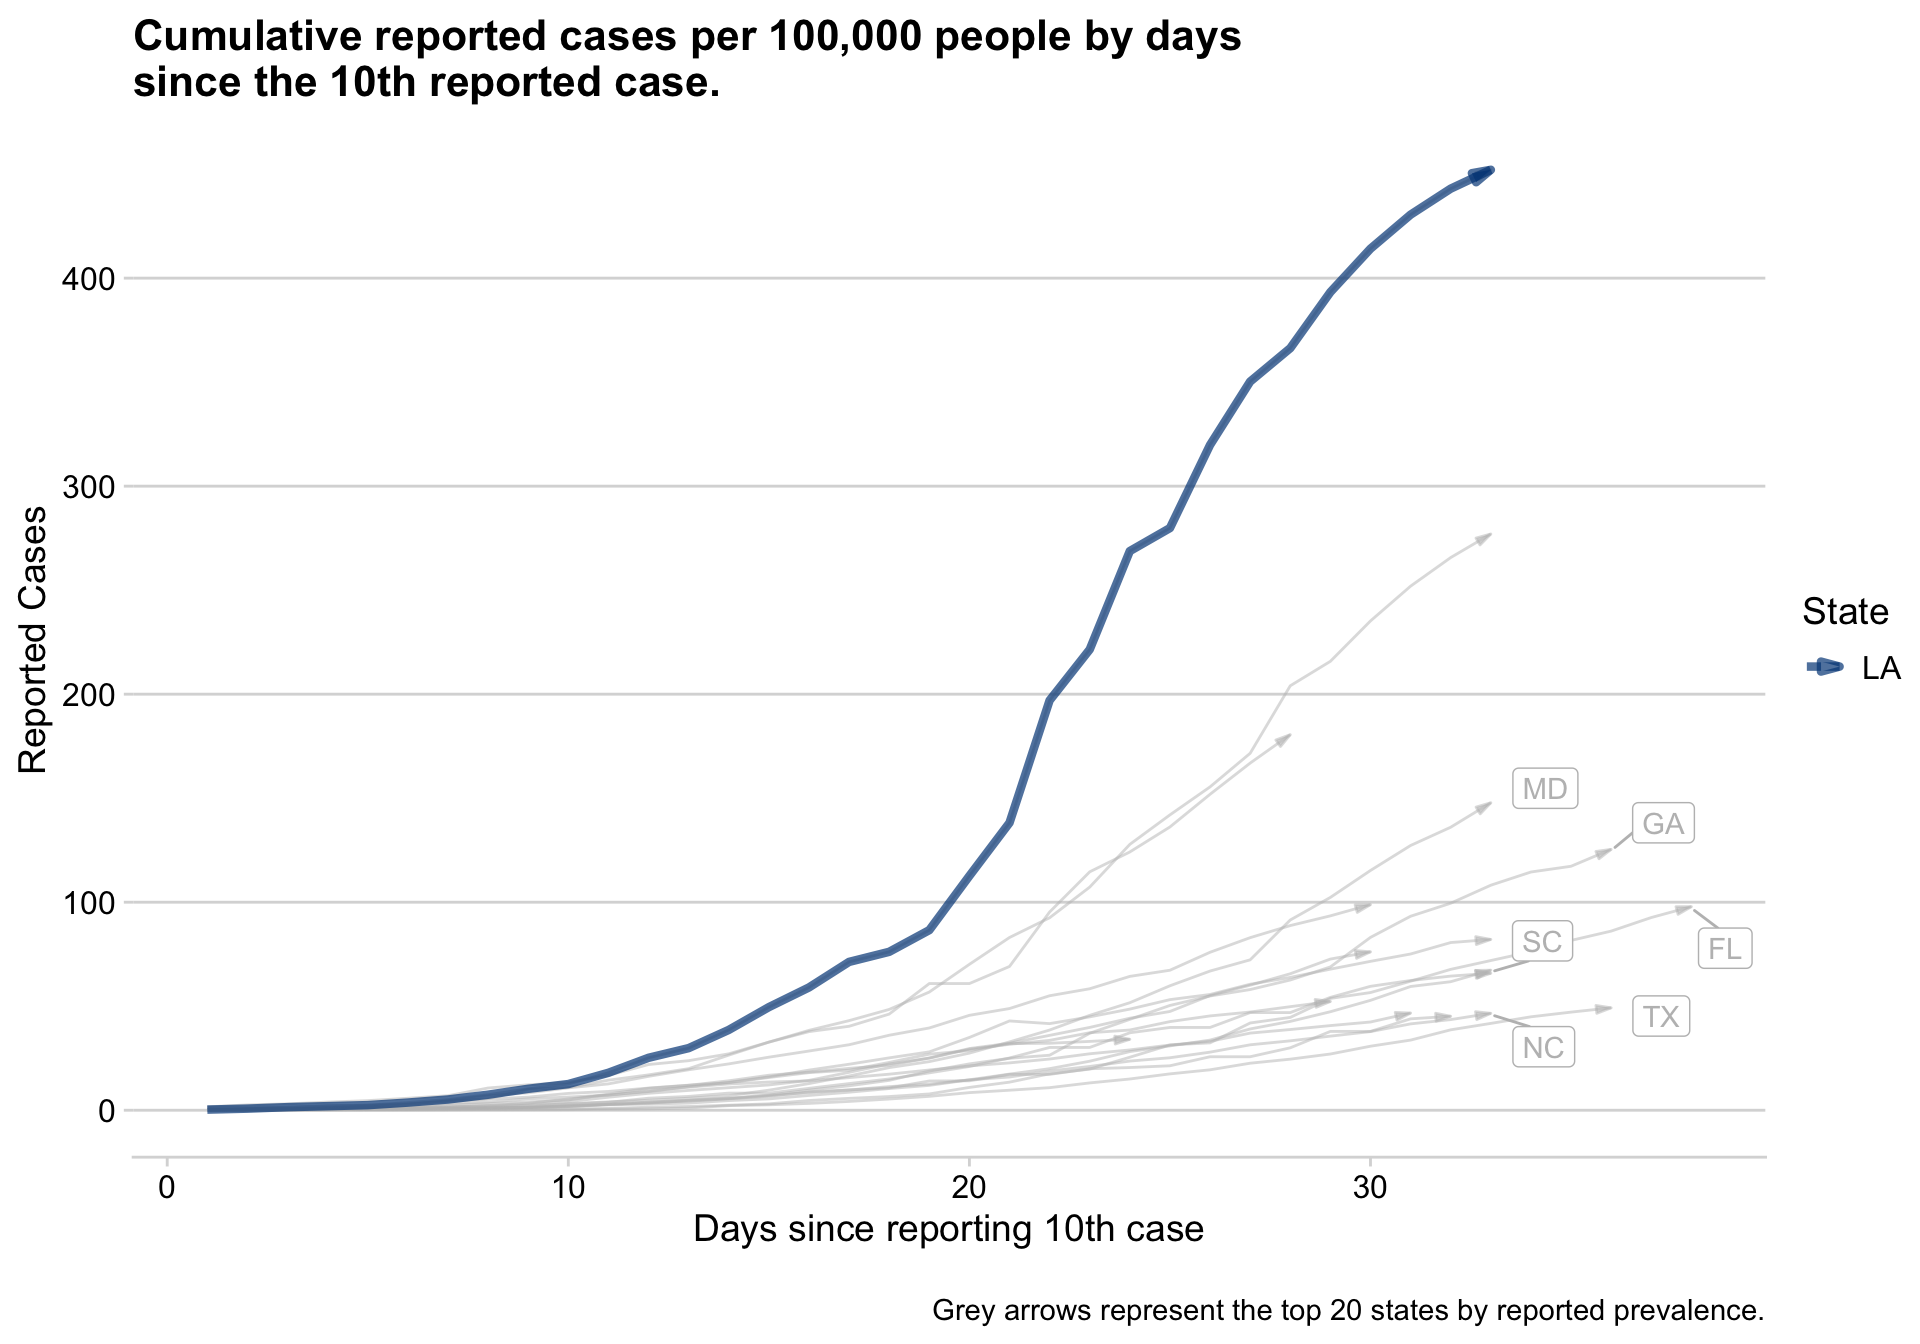 Cumulative reported cases per 100,000 people by days
since the 10th reported case.
Reported Cases
400
300
200
100
0
MD
GA
SC
FL
TX
NC
State
LA
0
10
20
30
Days since reporting 10th case
Grey arrows represent the top 20 states by reported prevalence.